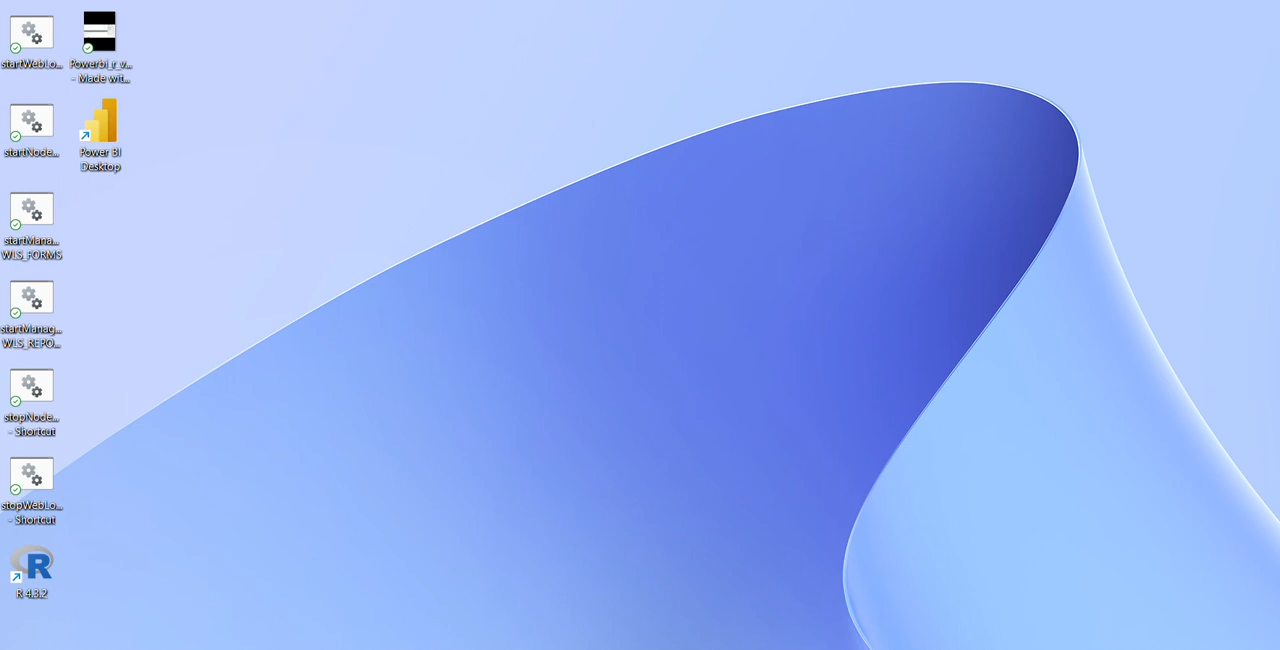 startWebLo...
startNode...
startMana...
WLS_FORMS
startManag...
WLS_REPO...
stopNode...
- Shortcut
stopWebLo...
- Shortcut
R
R 4.3.2
Powerbi_r_v...
- Made wit...
Power BI
Desktop